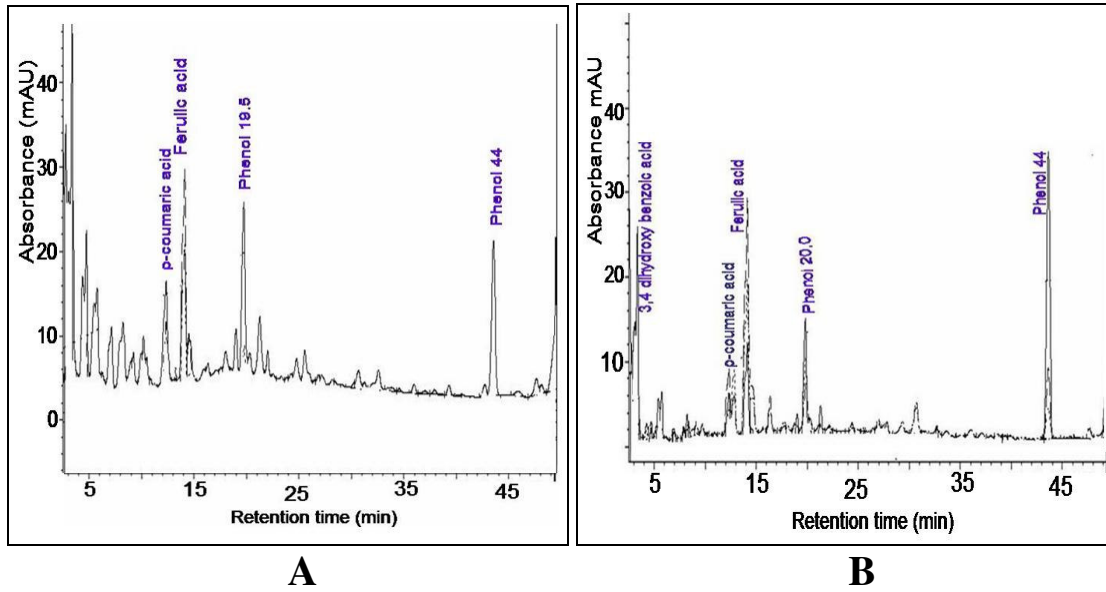 Absorbance (mAU)
40
30
20
10
0
p-coumaric acid
Ferulic acid
Phenol 19.5
Phenol 44
5
15
25
35
45
Retention time (min)
A
Absorbance mAU
40
30
20
10
3,4 dihydroxy benzoic acid
p-coumaric acid
Ferulic acid
Phenol 20,0
Phenol 44
5
15
25
35
45
Retention time (min)
B